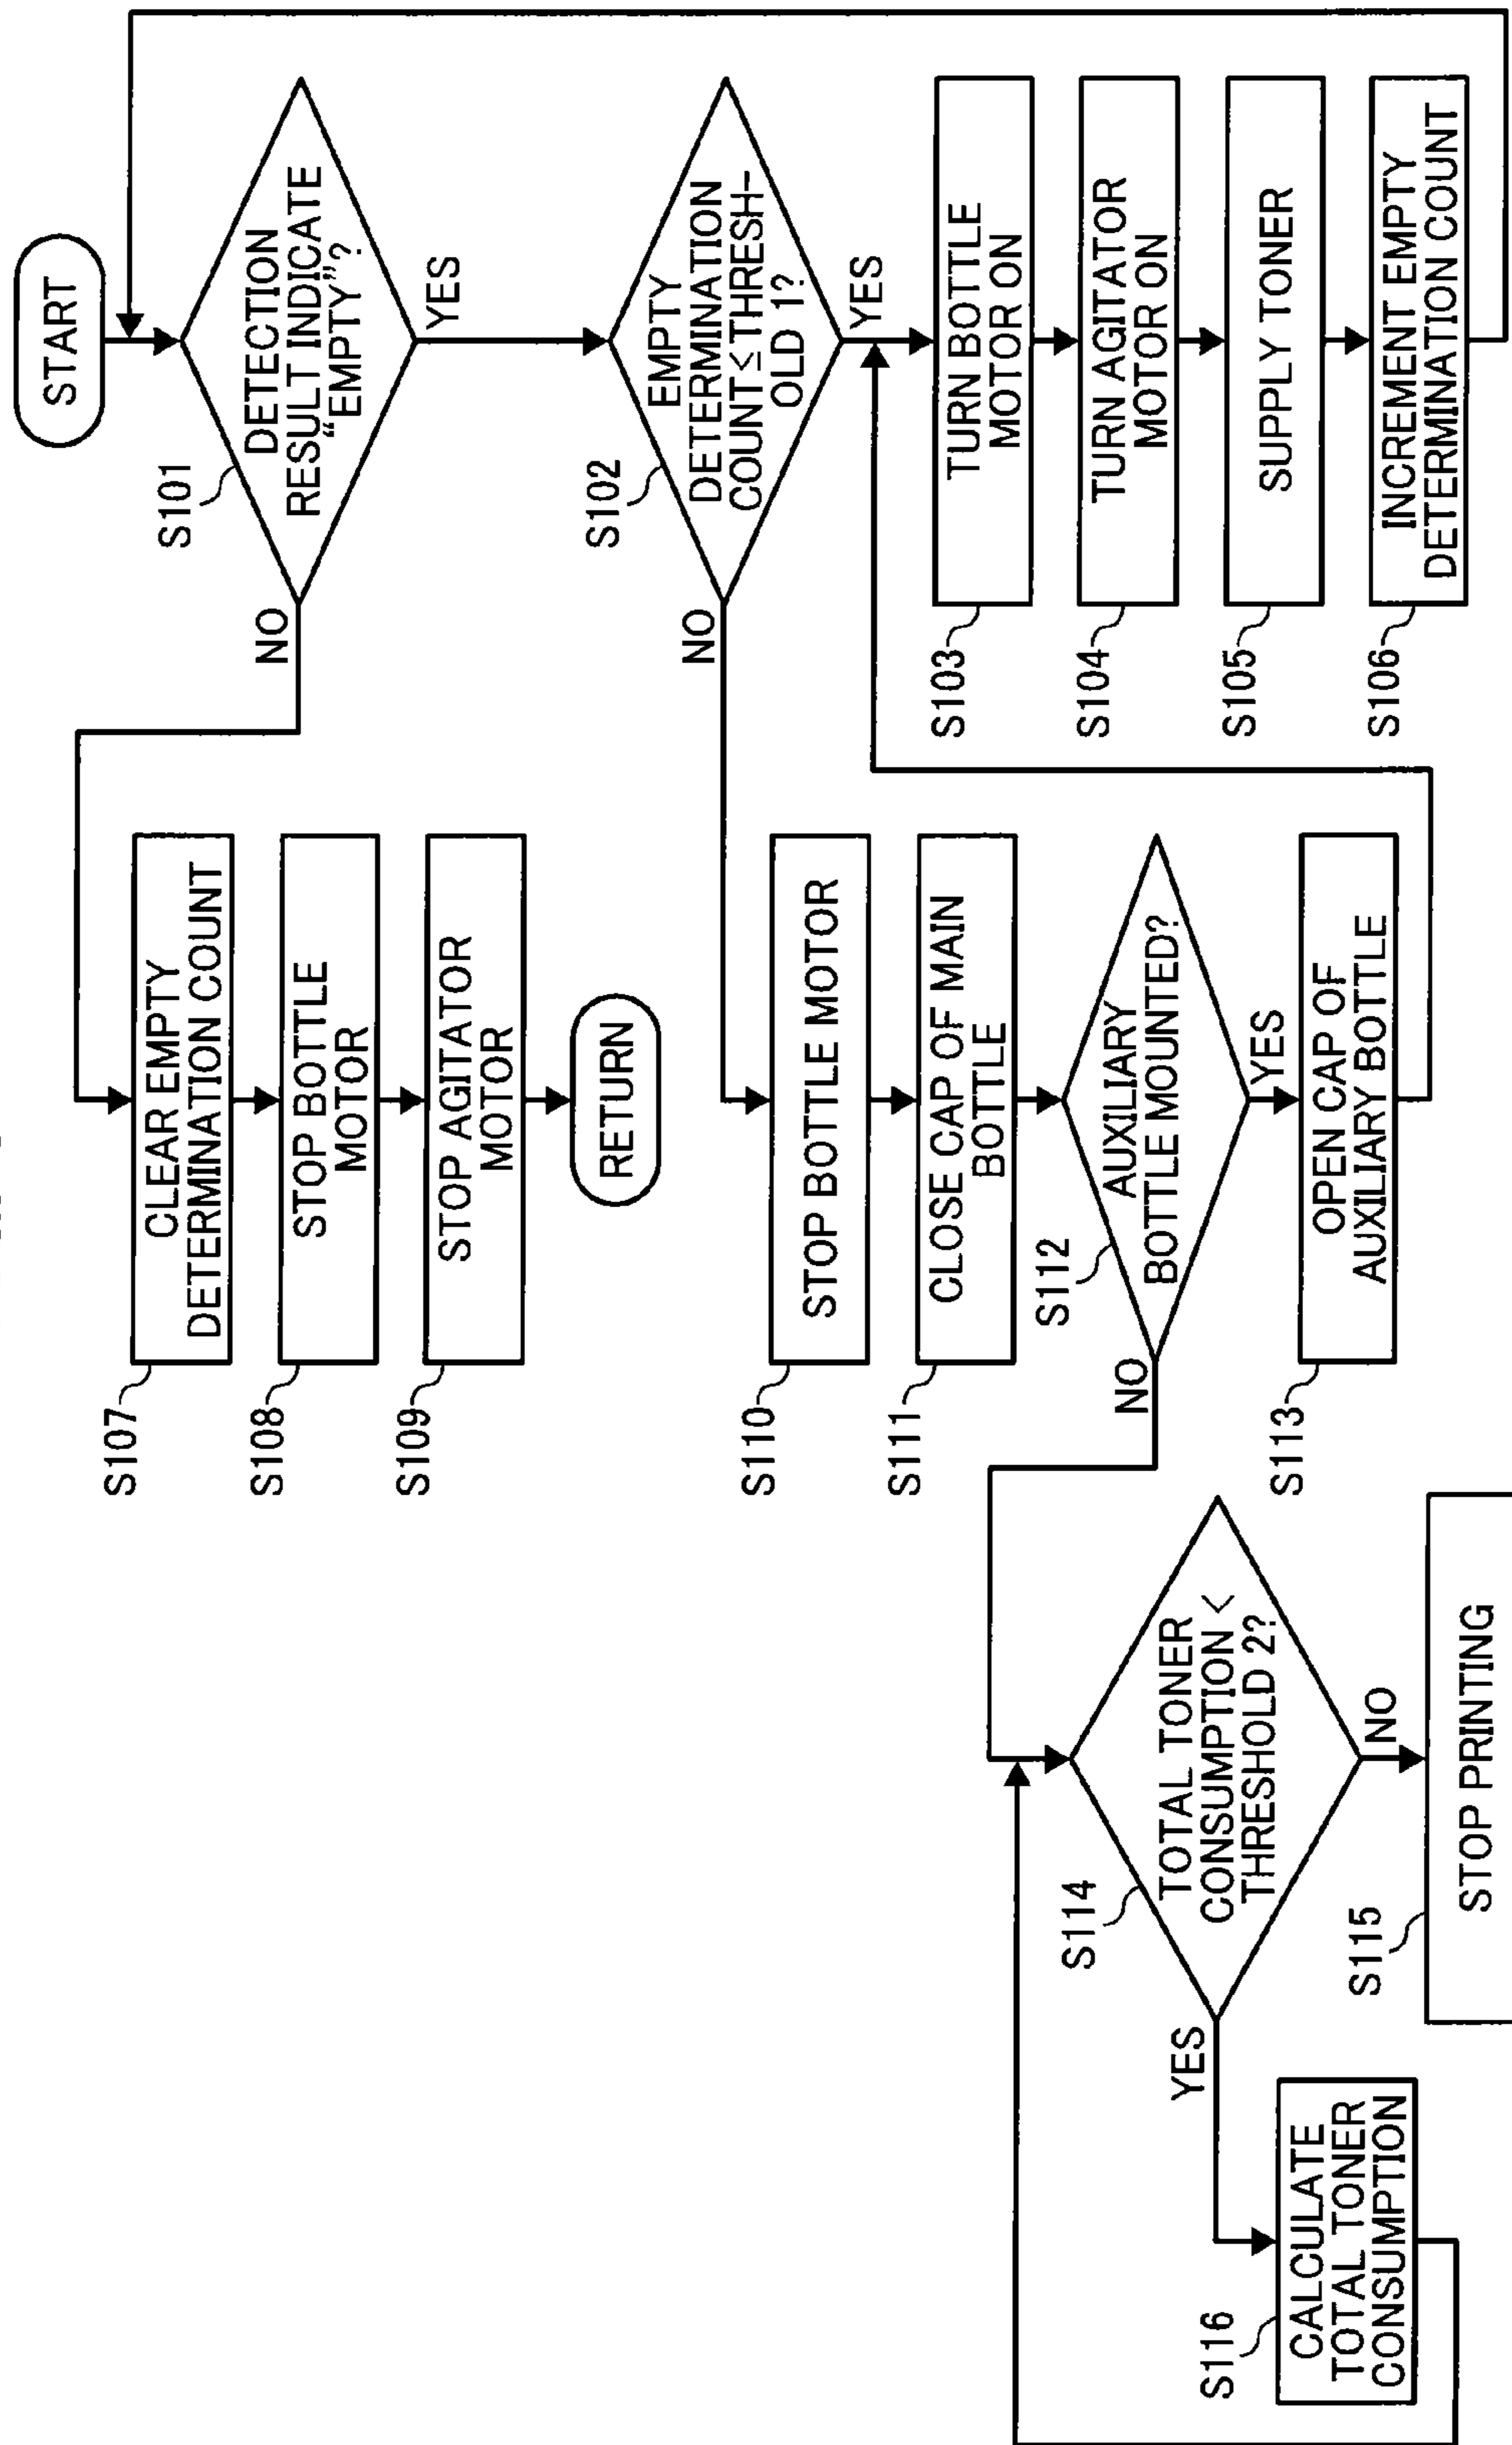 START
S101
DETECTION
RESULT INDICATE
“EMPTY”?
NO
YES
S102
EMPTY
DETERMINATION
COUNT≤THRESH-
OLD 1?
NO
YES
S103
TURN BOTTLE
MOTOR ON
S104
TURN AGITATOR
MOTOR ON
S105
SUPPLY TONER
S106
INCREMENT EMPTY
DETERMINATION COUNT
S107
CLEAR EMPTY
DETERMINATION COUNT
S108
STOP BOTTLE
MOTOR
S109
STOP AGITATOR
MOTOR
RETURN
S110
STOP BOTTLE MOTOR
S111
CLOSE CAP OF MAIN
BOTTLE
S112
AUXILIARY
BOTTLE MOUNTED?
NO
YES
S113
OPEN CAP OF
AUXILIARY BOTTLE
S114
TOTAL TONER
CONSUMPTION <
THRESHOLD 2?
YES
NO
S115
STOP PRINTING
S116
CALCULATE
TOTAL TONER
CONSUMPTION